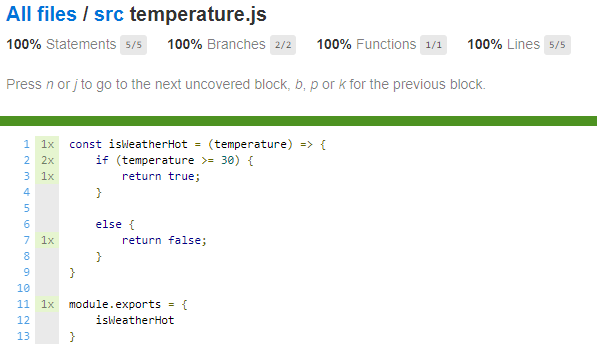 All files / src temperature.js
100% Statements 5/5 100% Branches 2/2 100% Functions 1/1 100% Lines 5/5
Press n or j to go to the next uncovered block, b, p or k for the previous block.
1 1x const isWeatherHot = (temperature) => {
2 2x     if (temperature >= 30) {
3 1x         return true;
4     }
5
6     else {
7 1x         return false;
8     }
9 }
10
11 1x module.exports = {
12     isWeatherHot
13 }